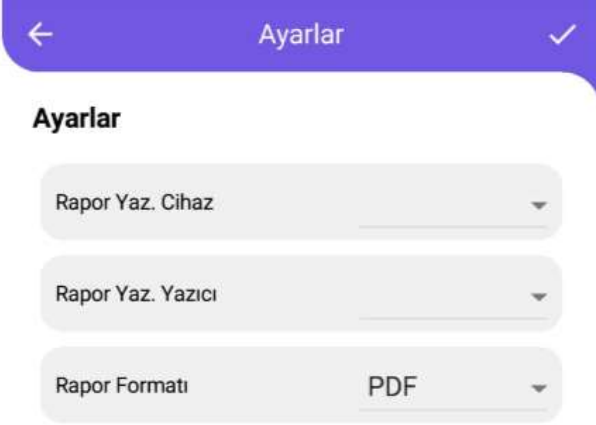 Ayarlar
Ayarlar
Rapor Yaz. Cihaz
Rapor Yaz. Yazıcı
Rapor Formatı PDF